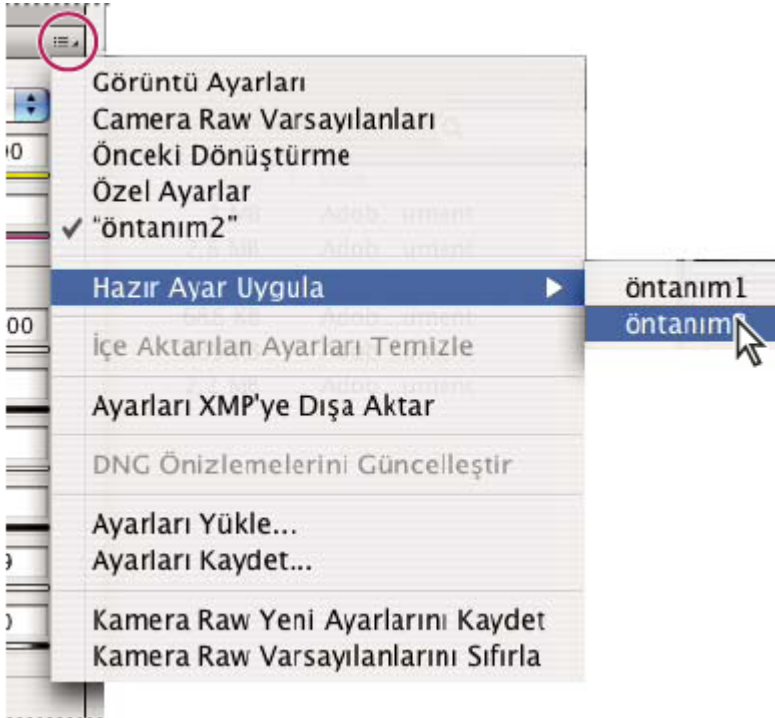 Görüntü Ayarları
Camera Raw Varsayılanları
Önceki Dönüştürme
Özel Ayarlar
“öntanım2”
Hazır Ayar Uygula
öntanım1
İçe Aktarılan Ayarları Temizle
Ayarları XMP'ye Dışa Aktar
DNG Önizlemelerini Güncelleştir
Ayarları Yükle...
Ayarları Kaydet...
Kamera Raw Yeni Ayarlarını Kaydet
Kamera Raw Varsayılanlarını Sıfırla